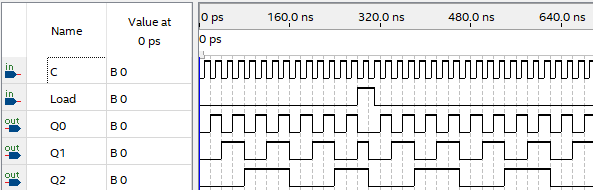 Name
Value at
0 ps
0 ps
160.0 ns
320.0 ns
480.0 ns
640.0 ns
0 ps
in
C
B 0
in
Load
B 0
out
Q0
B 0
out
Q1
B 0
out
Q2
B 0